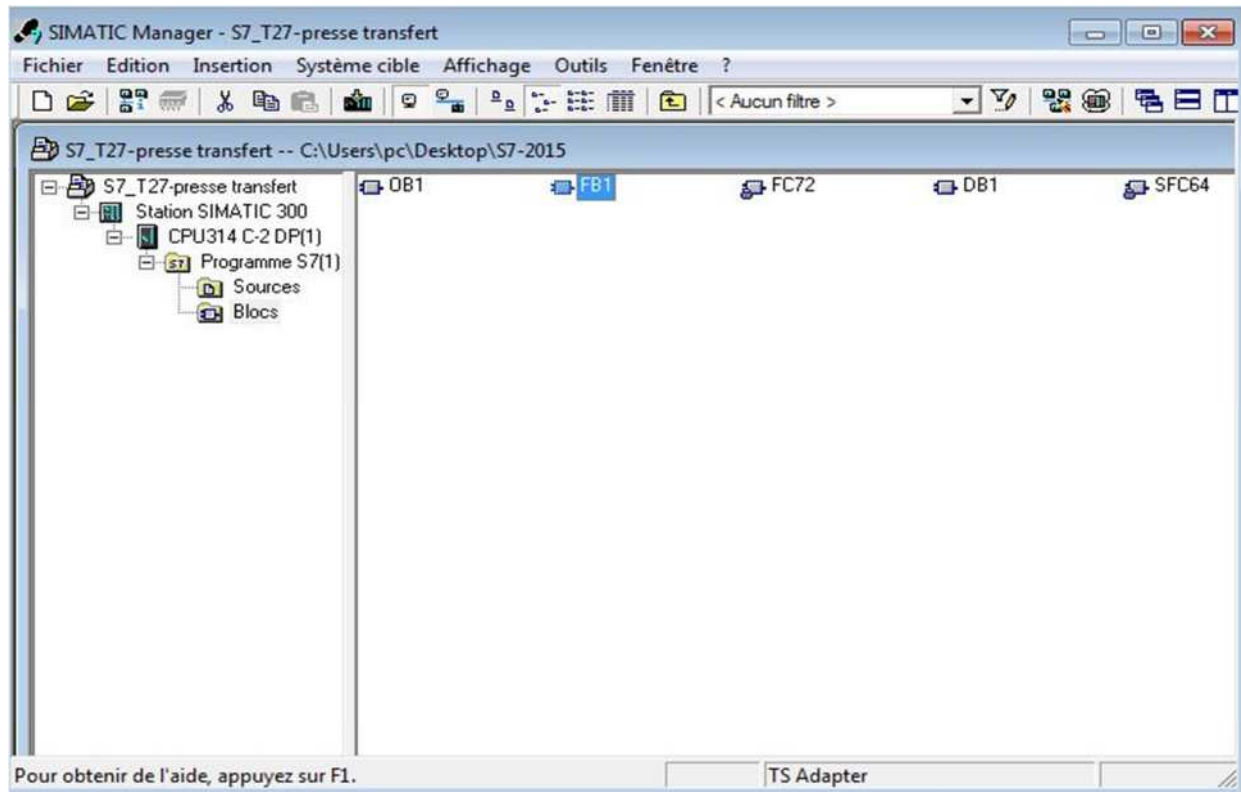 SIMATIC Manager - S7_T27-presse transfert
Fichier Edition Insertion Système cible Affichage Outils Fenêtre ?
< Aucun filtre >
S7_T27-presse transfert -- C:\Users\pc\Desktop\S7-2015
S7_T27-presse transfert
Station SIMATIC 300
CPU314 C-2 DP(1)
Programme S7(1)
Sources
Blocs
OB1 FB1 FC72 DB1 SFC64
Pour obtenir de l'aide, appuyez sur F1. TS Adapter